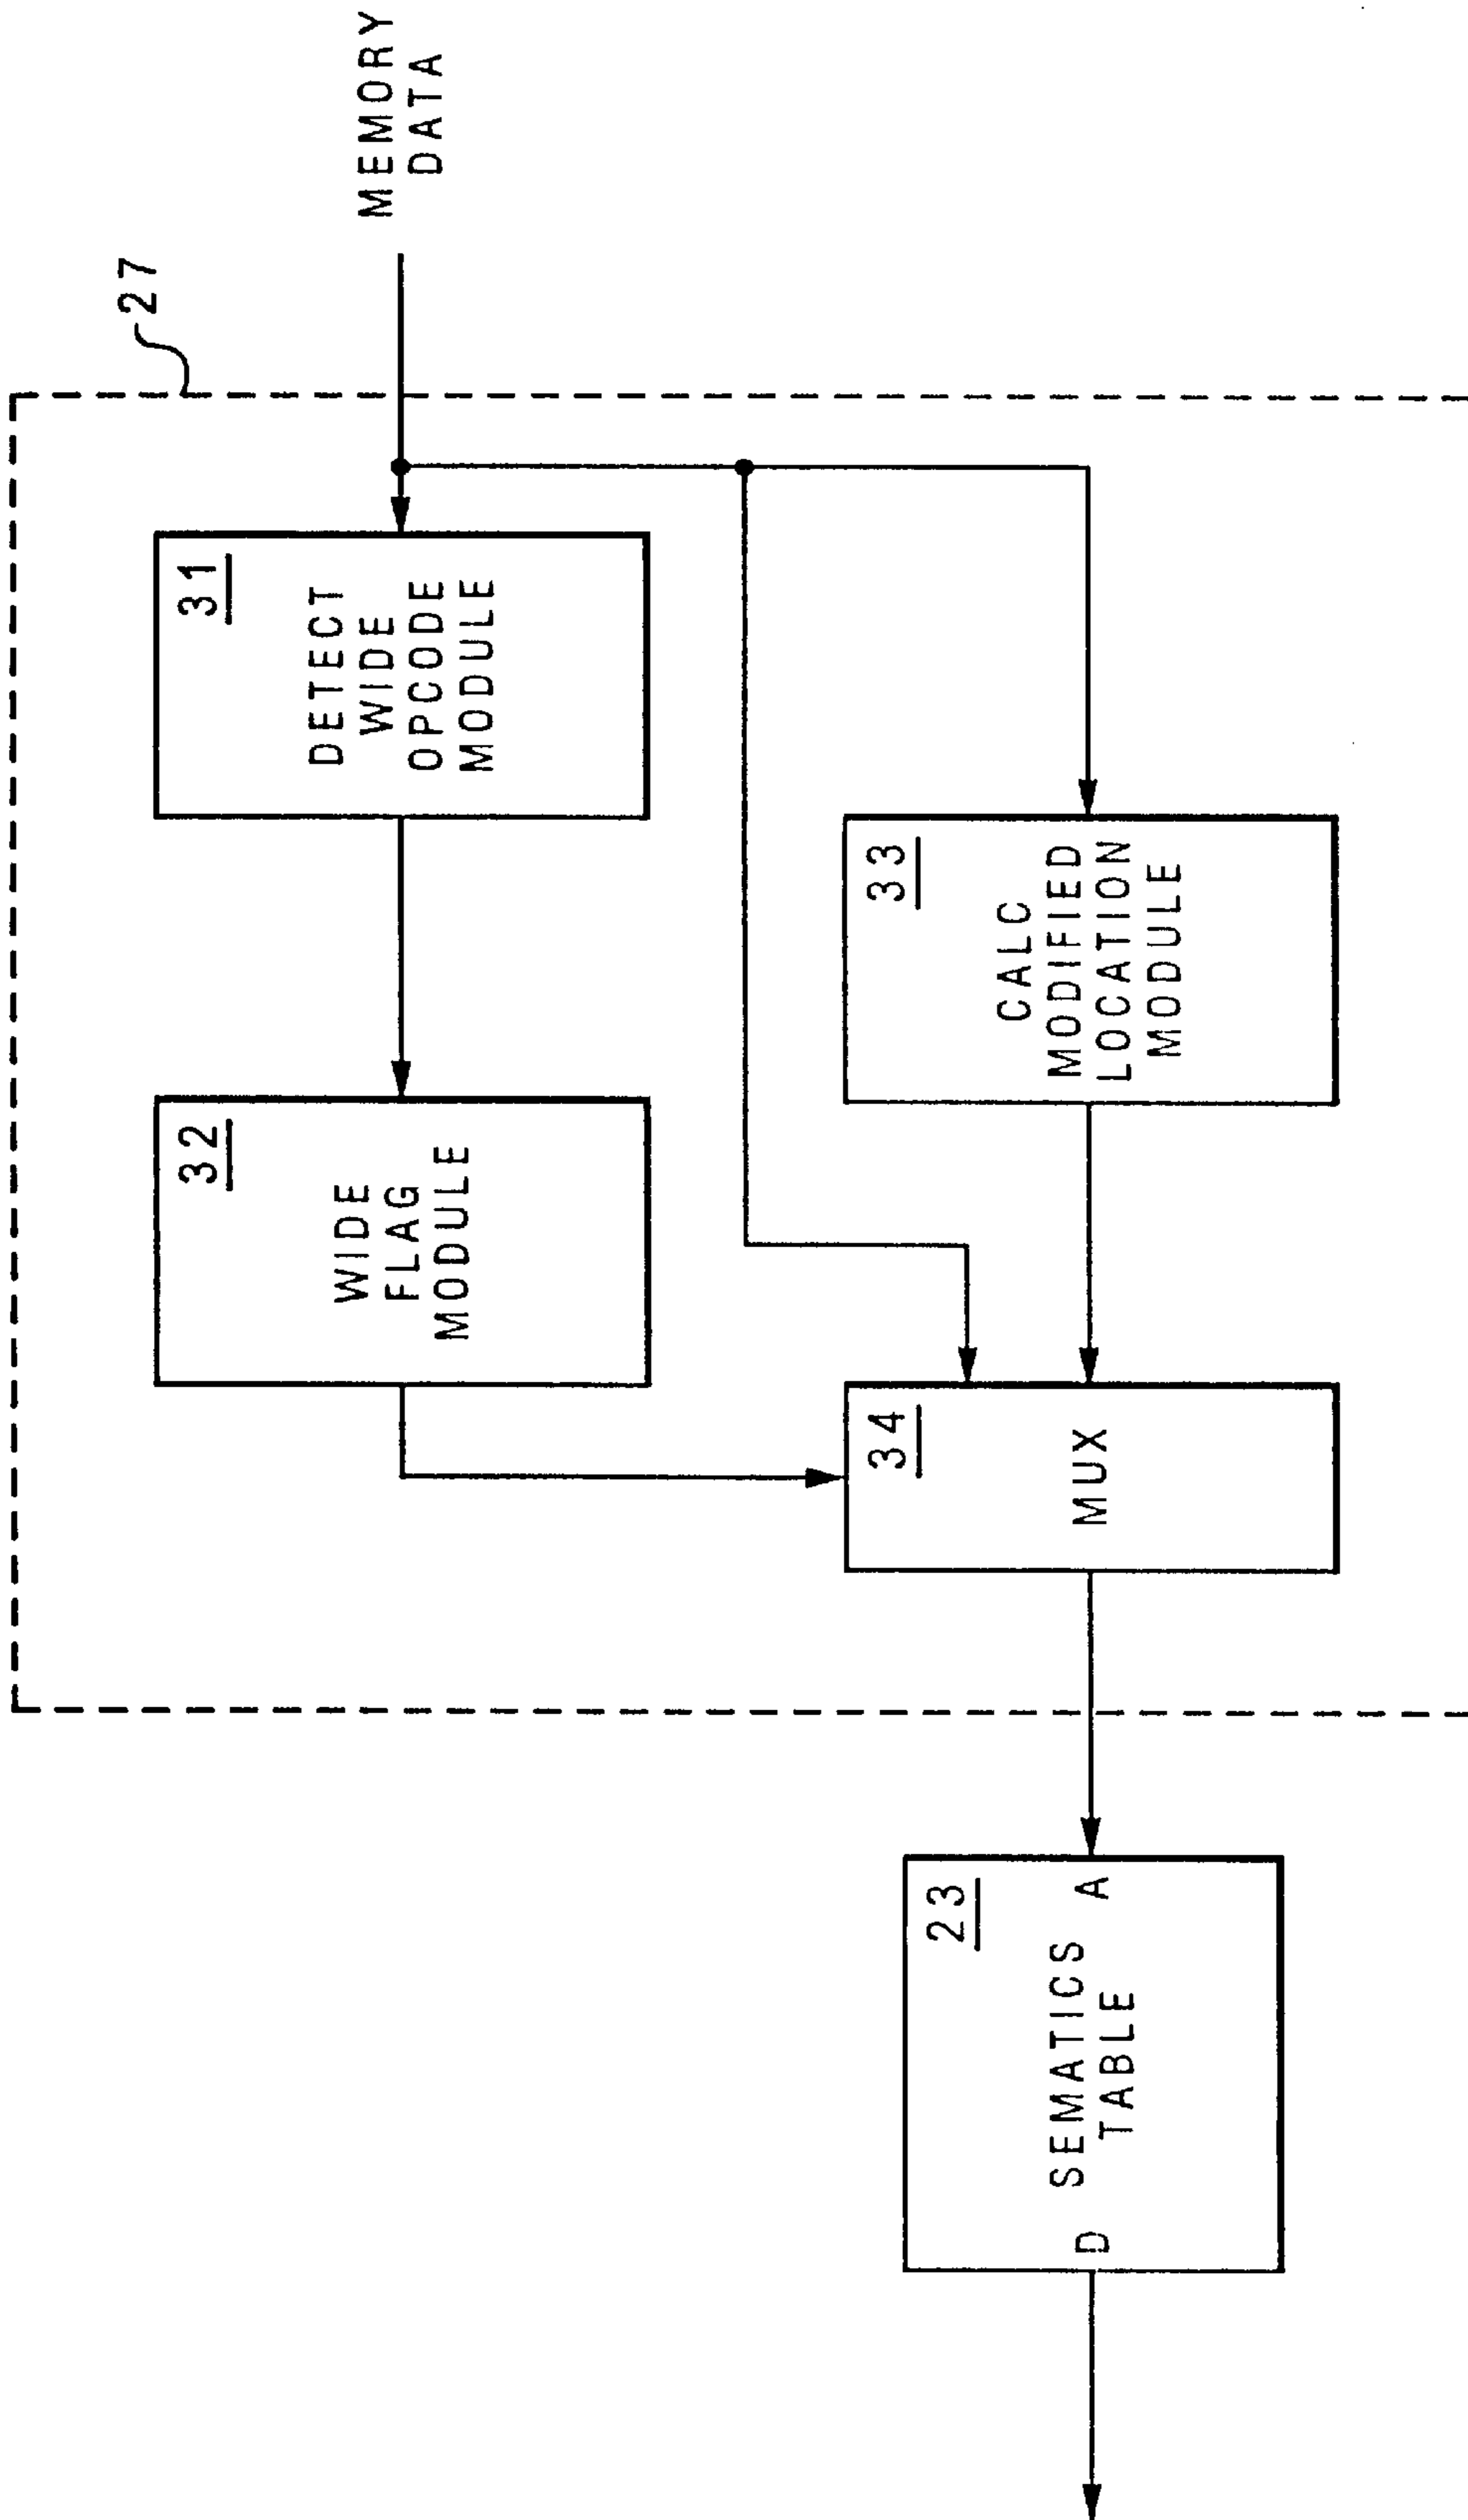 MEMORY
DATA
27
31
DETECT
WIDE
OPCODE
MODULE
32
WIDE
FLAG
MODULE
33
CALC
MODIFIED
LOCATION
MODULE
34
MUX
23
D SEMATICS A
TABLE